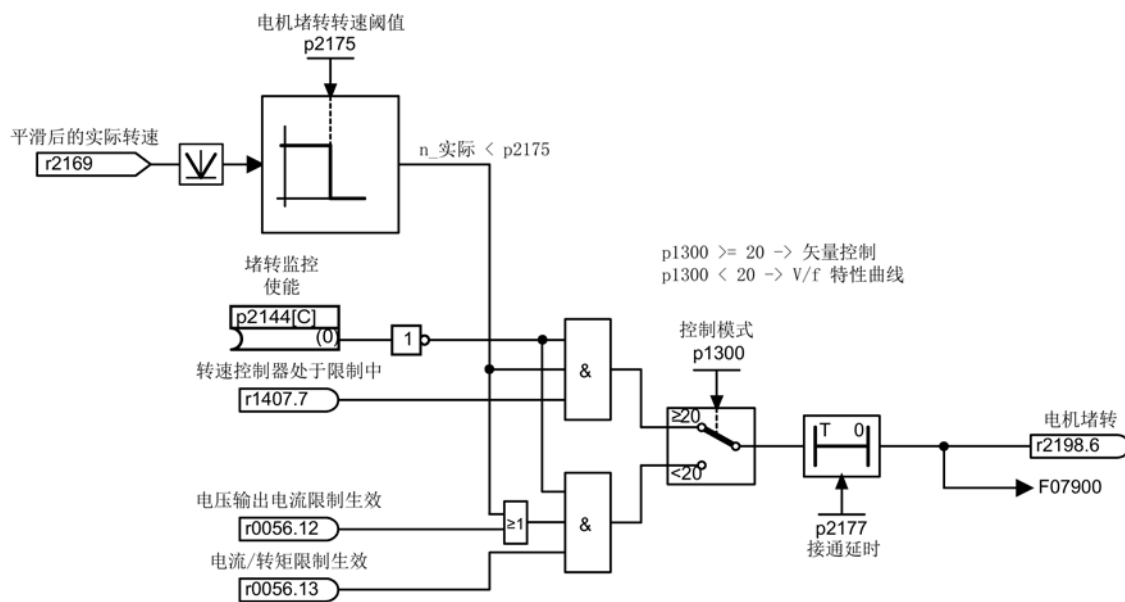 电机堵转转速阈值
p2175
平滑后的实际转速
r2169
n_实际 < p2175
p1300 >= 20 -> 矢量控制
p1300 < 20 -> V/f 特性曲线
堵转监控
使能
p2144[C]
(0)
1
控制模式
p1300
转速控制器处于限制中
r1407.7
&
≥20
<20
T 0
电机堵转
r2198.6
F07900
p2177
接通延时
电压输出电流限制生效
r0056.12
≥1
&
电流/转矩限制生效
r0056.13